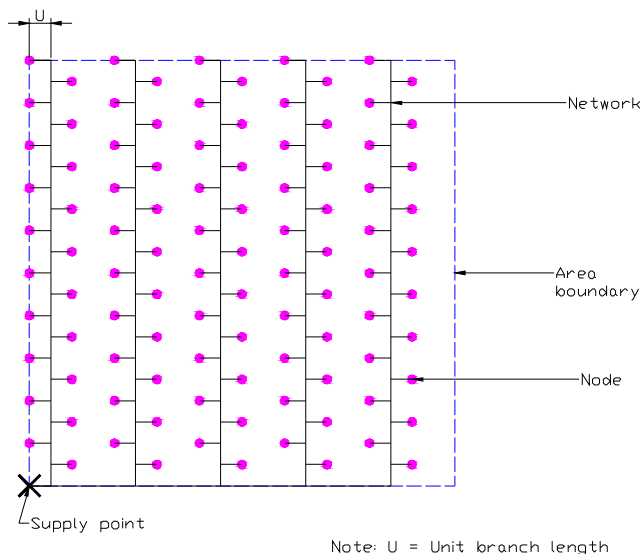 U
Network
Area
boundary
Node
Supply point
Note: U = Unit branch length